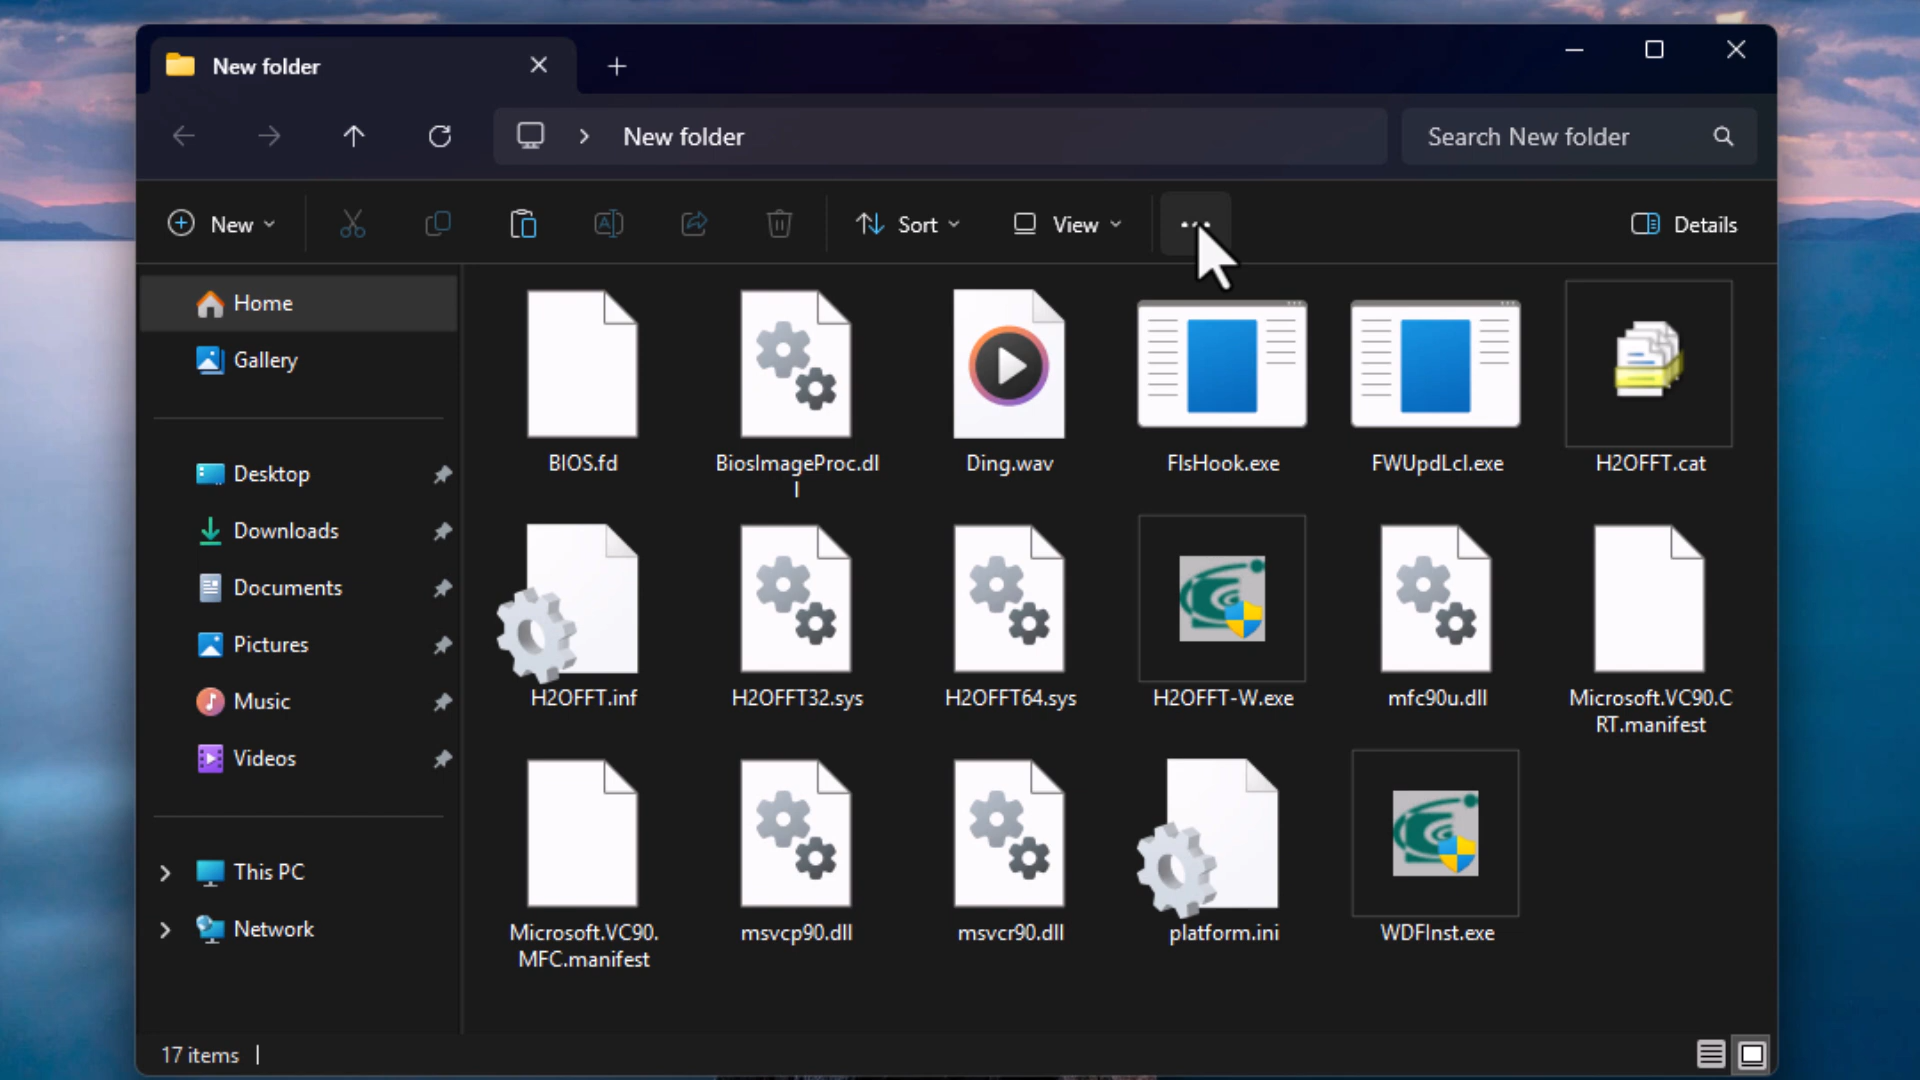 New folder
New folder
Search New folder
New
Sort
View
Details
Home
Gallery
Desktop
Downloads
Documents
Pictures
Music
Videos
This PC
Network
BIOS.fd
BiosImageProc.dl
l
Ding.wav
FlsHook.exe
FWUpdLcl.exe
H2OFFT.cat
H2OFFT.inf
H2OFFT32.sys
H2OFFT64.sys
H2OFFT-W.exe
mfc90u.dll
Microsoft.VC90.C
RT.manifest
Microsoft.VC90.
MFC.manifest
msvcp90.dll
msvcr90.dll
platform.ini
WDFInst.exe
17 items